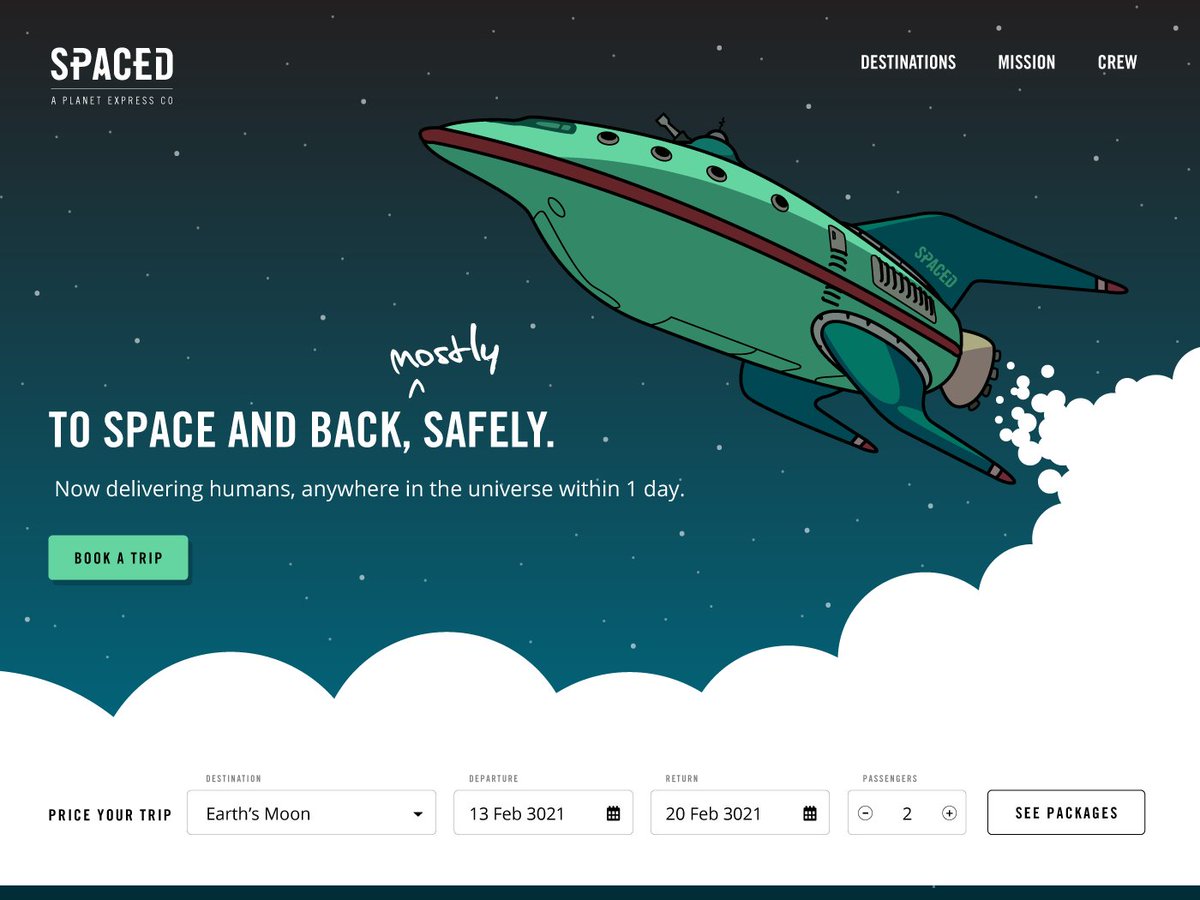 SPACED
A PLANET EXPRESS CO
DESTINATIONS MISSION CREW
SPACED
mostly
TO SPACE AND BACK, ^ SAFELY.
Now delivering humans, anywhere in the universe within 1 day.
BOOK A TRIP
DESTINATION DEPARTURE RETURN PASSENGERS
PRICE YOUR TRIP Earth's Moon 13 Feb 3021 20 Feb 3021 2 SEE PACKAGES